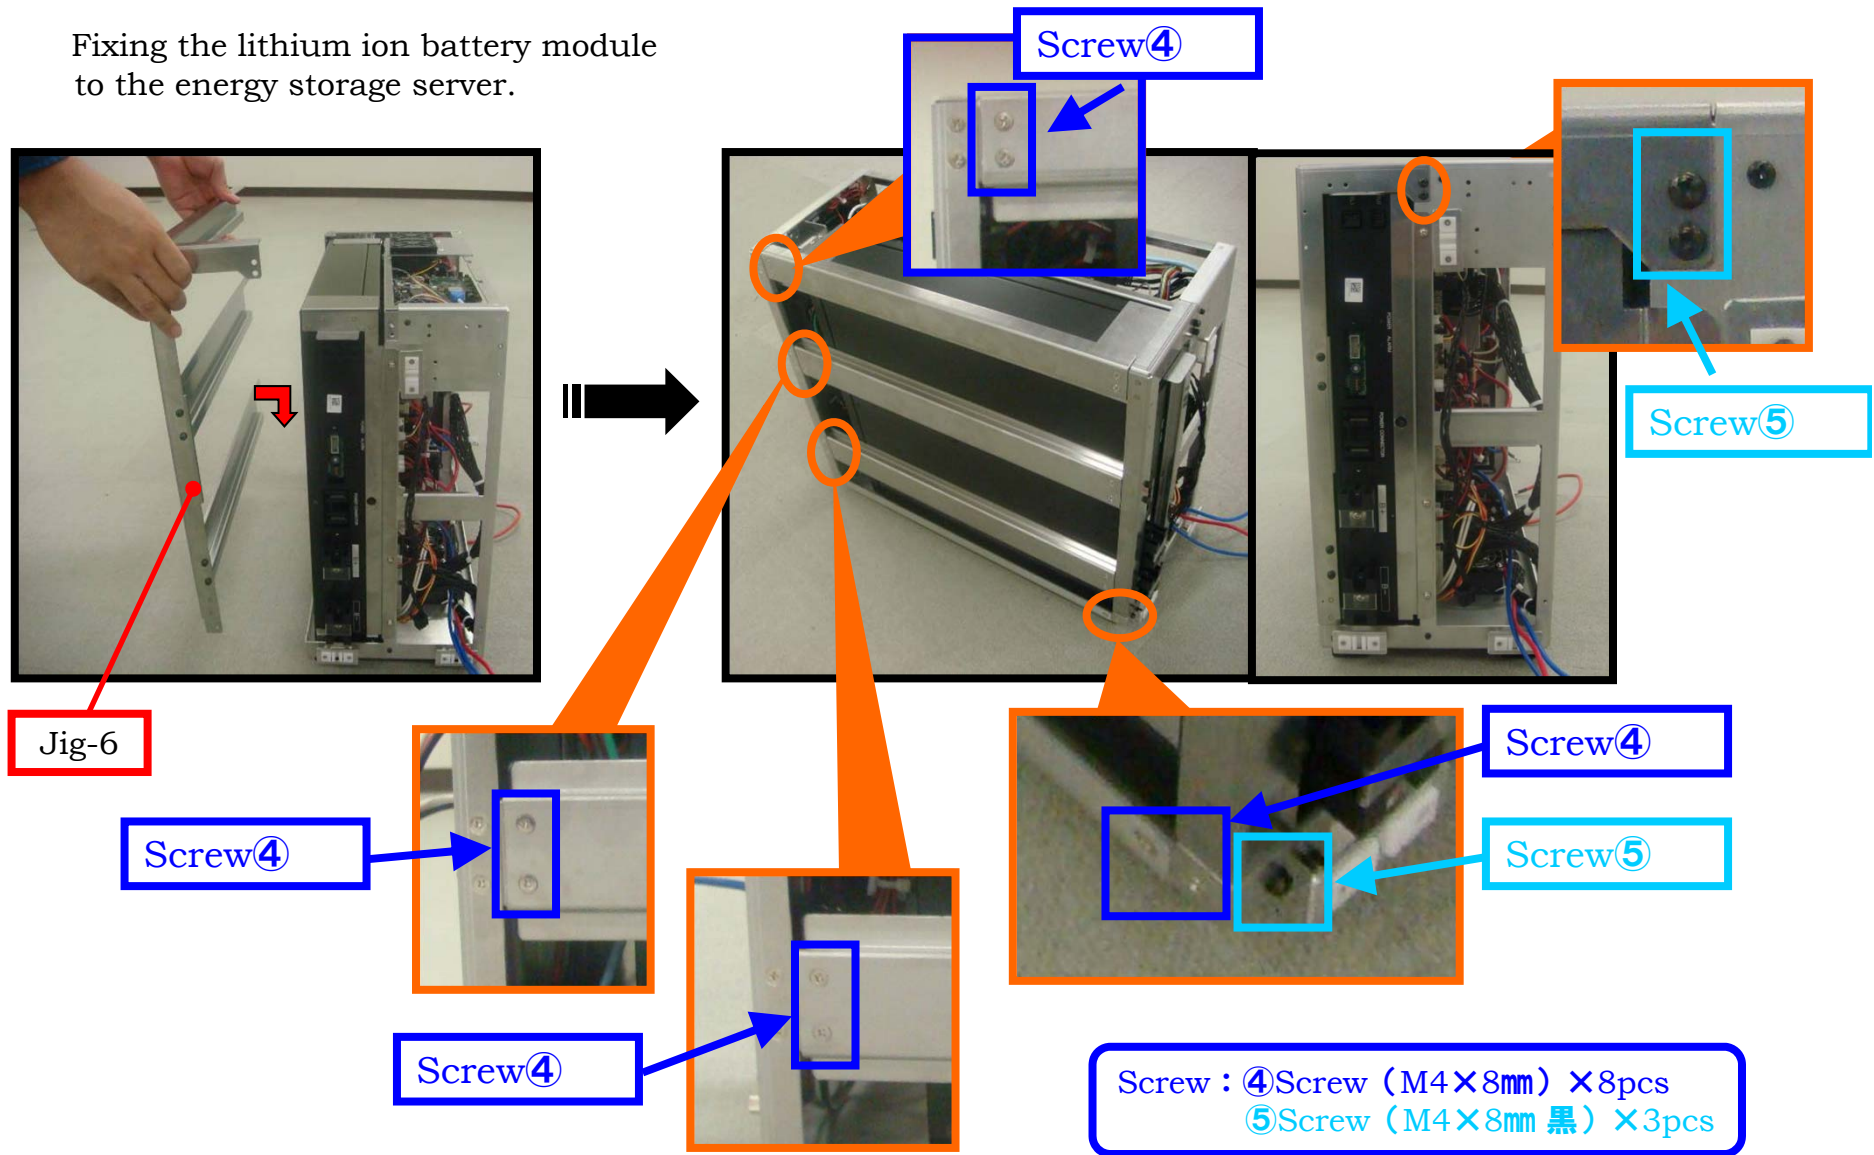 Fixing the lithium ion battery module
to the energy storage server.
Screw④
Screw⑤
Jig-6
Screw④
Screw④
Screw④
Screw⑤
Screw：④Screw（M4×8㎜）×8pcs
⑤Screw（M4×8㎜ 黒）×3pcs